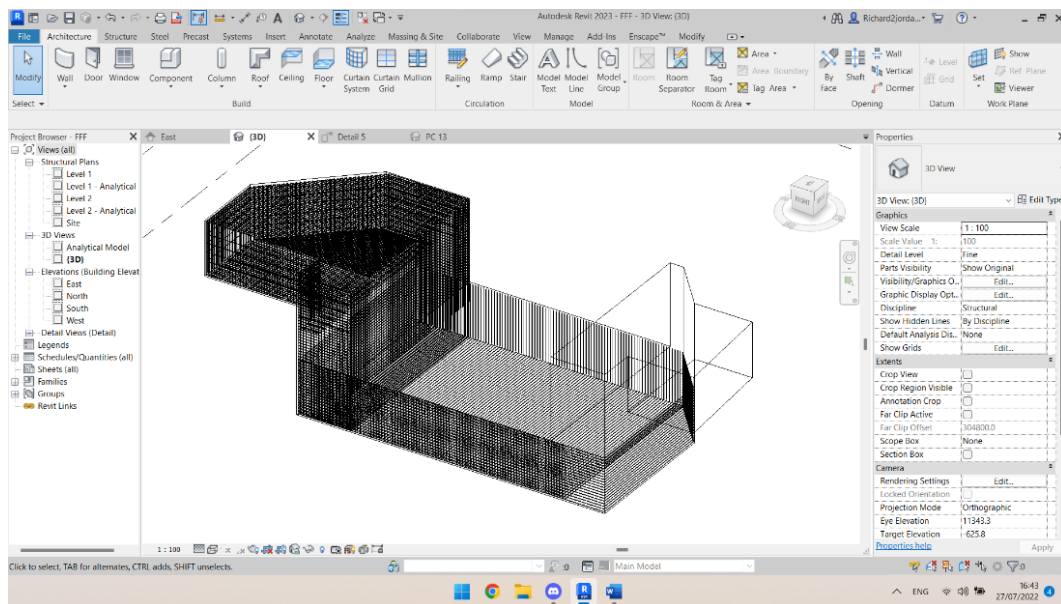 Autodesk Revit 2023 - FFF - 3D View: {3D}
Richard2jorda...
File Architecture Structure Steel Precast Systems Insert Annotate Analyze Massing & Site Collaborate View Manage Add-Ins Enscape™ Modify
Modify Wall Door Window Component Column Roof Ceiling Floor Curtain System Curtain Grid Mullion Railing Ramp Stair Model Text Model Line Model Group Room Room Separator Tag Room Area Area Boundary Tag Area By Face Shaft Wall Vertical Dormer Level Grid Set Show Ref Plane Viewer
Select Build Circulation Model Room & Area Opening Datum Work Plane
Project Browser - FFF
East {3D} Detail 5 PC 13
Views (all)
Structural Plans
Level 1
Level 1 - Analytical
Level 2
Level 2 - Analytical
Site
3D Views
Analytical Model
{3D}
Elevations (Building Elevat
East
North
South
West
Detail Views (Detail)
Legends
Schedules/Quantities (all)
Sheets (all)
Families
Groups
Revit Links
RIGHT
Properties
3D View
3D View: {3D} Edit Type
Graphics
View Scale 1 : 100
Scale Value 1: 100
Detail Level Fine
Parts Visibility Show Original
Visibility/Graphics O... Edit...
Graphic Display Opt... Edit...
Discipline Structural
Show Hidden Lines By Discipline
Default Analysis Dis... None
Show Grids Edit...
Extents
Crop View
Crop Region Visible
Annotation Crop
Far Clip Active
Far Clip Offset 304800.0
Scope Box None
Section Box
Camera
Rendering Settings Edit...
Locked Orientation
Projection Mode Orthographic
Eye Elevation 11343.3
Target Elevation -625.8
Properties help Apply
1 : 100
Click to select, TAB for alternates, CTRL adds, SHIFT unselects.
:0 Main Model :0
ENG 16:43
27/07/2022 4